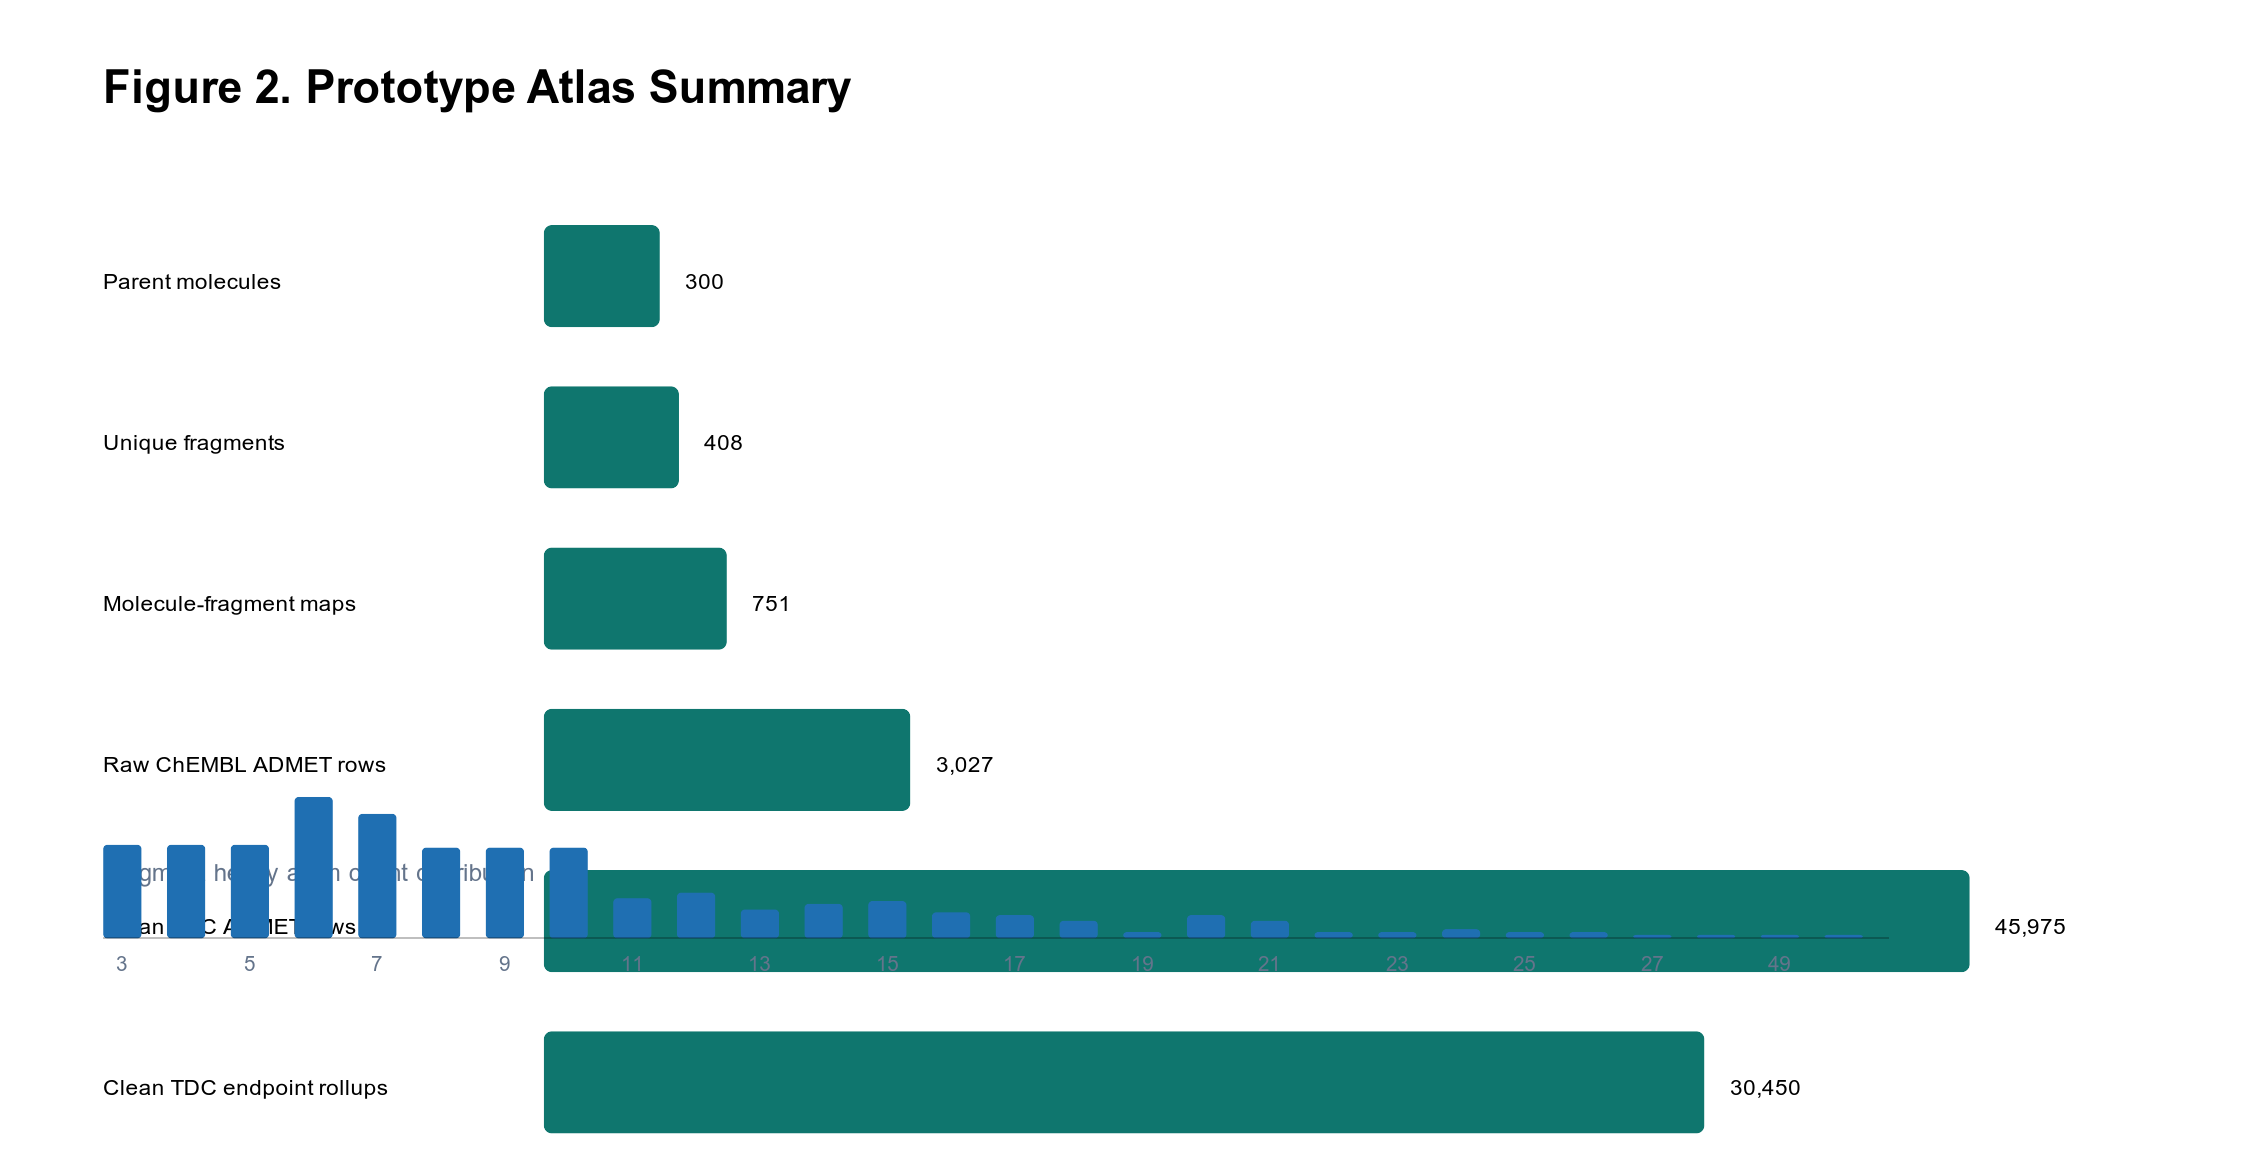 Figure 2. Prototype Atlas Summary
Parent molecules
300
Unique fragments
408
Molecule-fragment maps
751
Raw ChEMBL ADMET rows
3,027
45,975
3 5 7 9 11 13 15 17 19 21 23 25 27 49
Clean TDC endpoint rollups
30,450